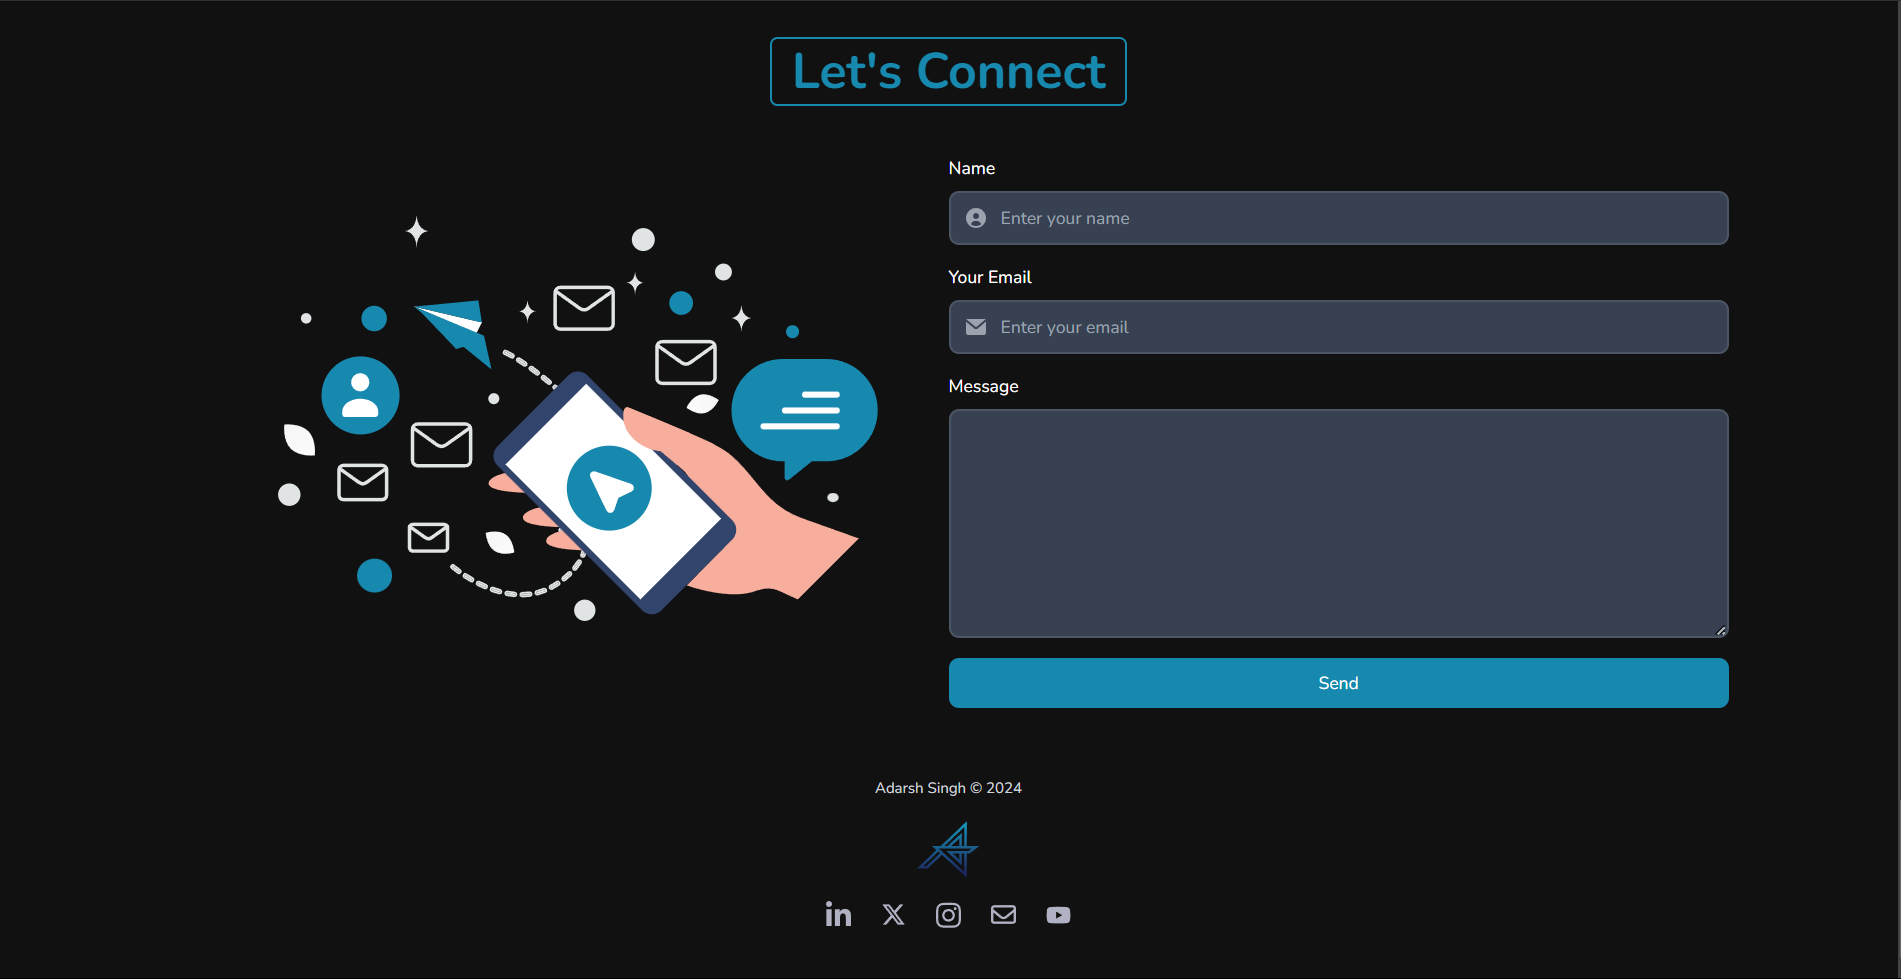 Let's Connect
Name
Enter your name
Your Email
Enter your email
Message
Send
Adarsh Singh © 2024